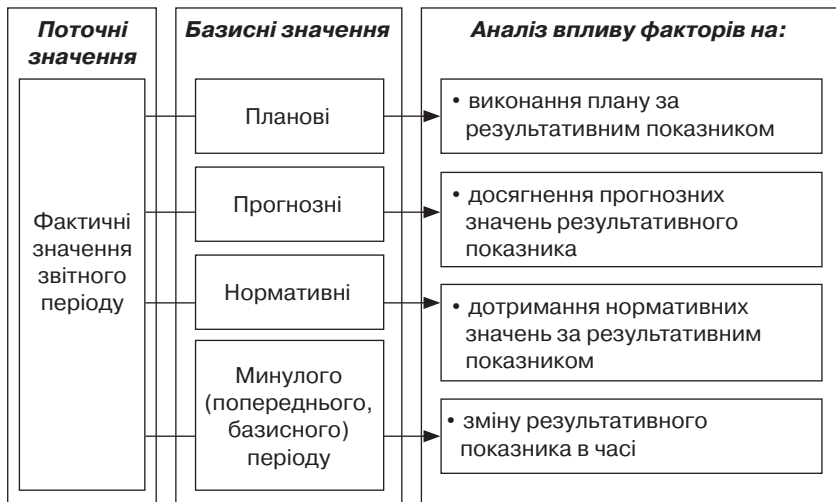 Поточні
значення
Базисні значення
Аналіз впливу факторів на:
Фактичні
значення
звітного
періоду
Планові
Прогнозні
Нормативні
Минулого
(попереднього,
базисного)
періоду
• виконання плану за
результативним показником
• досягнення прогнозних
значень результативного
показника
• дотримання нормативних
значень за результативним
показником
• зміну результативного
показника в часі